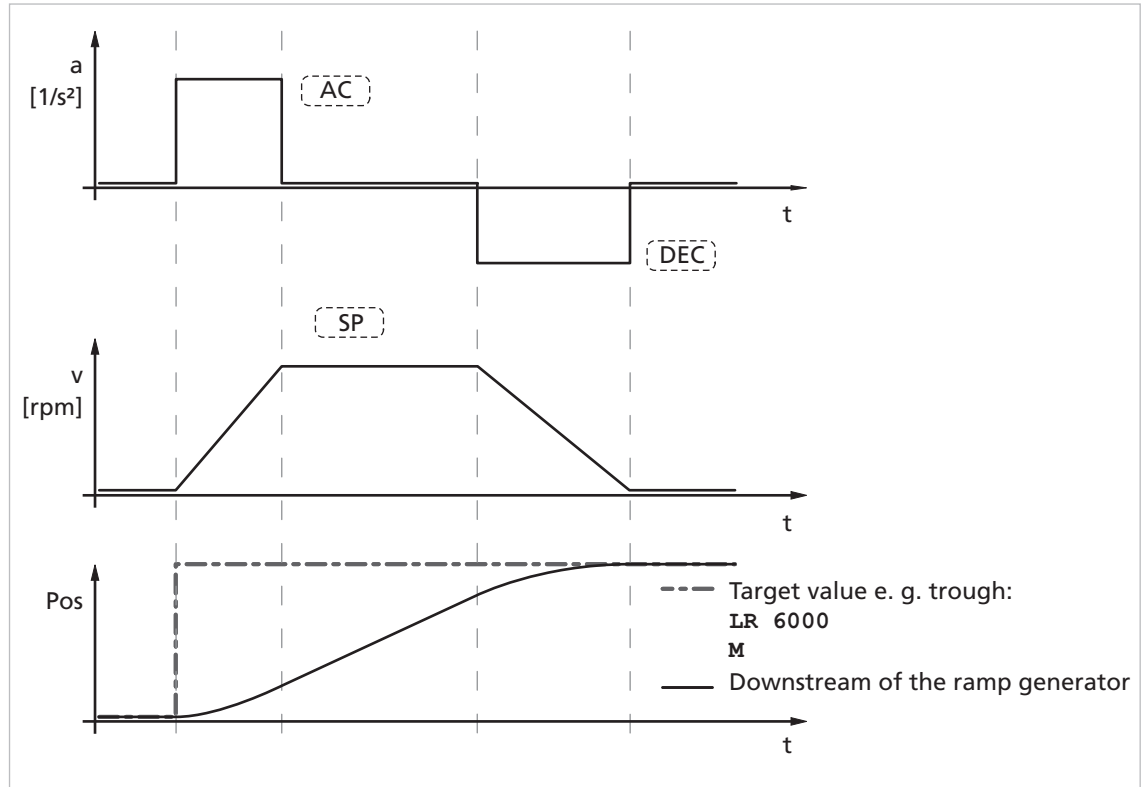 a
[1/s²]
AC
t
DEC
SP
v
[rpm]
t
Pos
Target value e. g. trough:
LR 6000
M
Downstream of the ramp generator
t